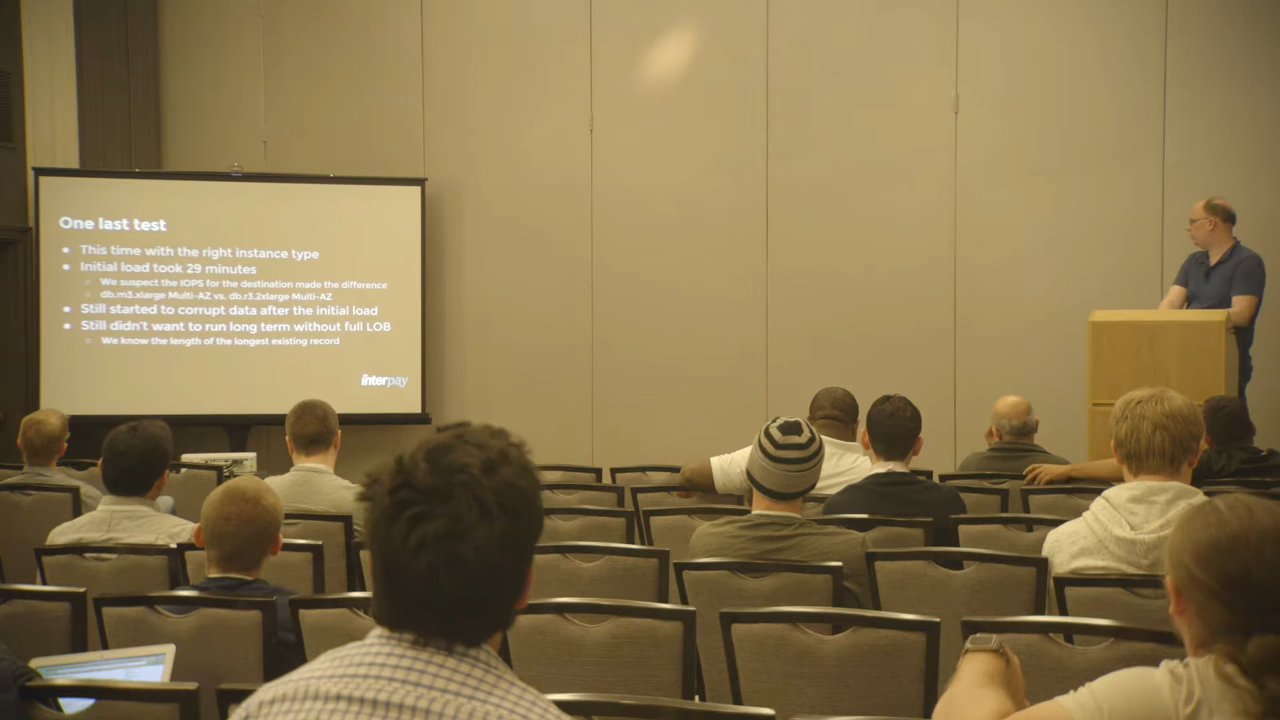 One last test
● This time with the right instance type
● Initial load took 29 minutes
○ We suspect the IOPS for the destination made the difference
○ db.m3.xlarge Multi-AZ vs. db.r3.2xlarge Multi-AZ
● Still started to corrupt data after the initial load
● Still didn't want to run long term without full LOB
○ We know the length of the longest existing record
interpay